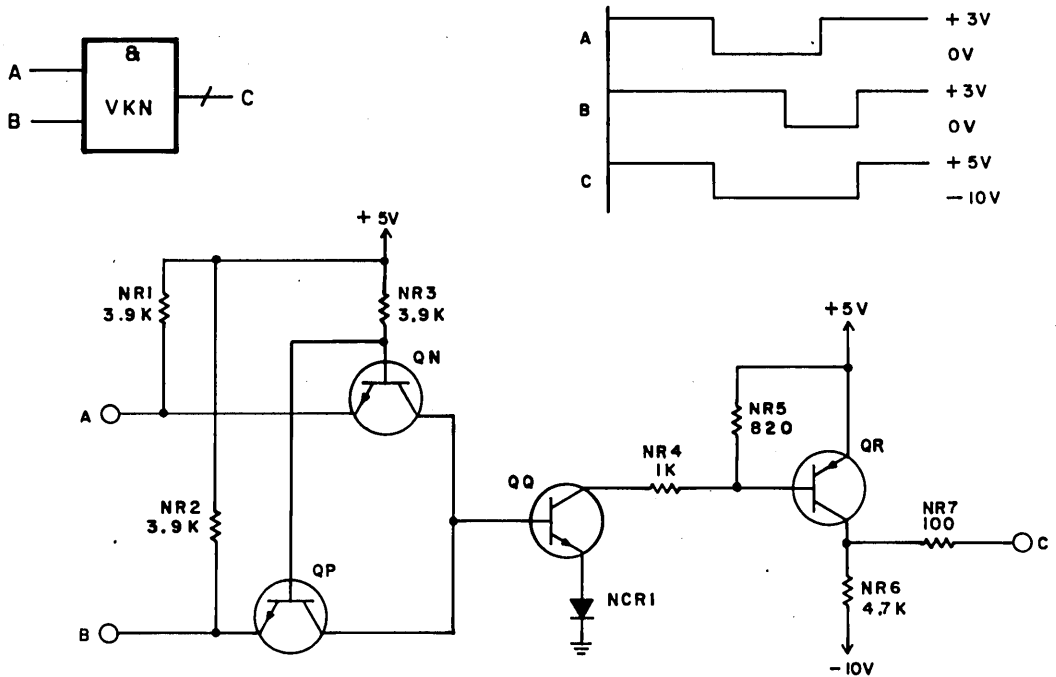 &
A
VKN
C
B
A
+3V
0V
B
+3V
0V
C
+5V
-10V
+5V
NR1
3.9K
NR3
3.9K
QN
A
+5V
NR5
820
NR4
1K
QR
QQ
NR2
3.9K
NR7
100
C
QP
NCR1
NR6
4.7K
B
-10V